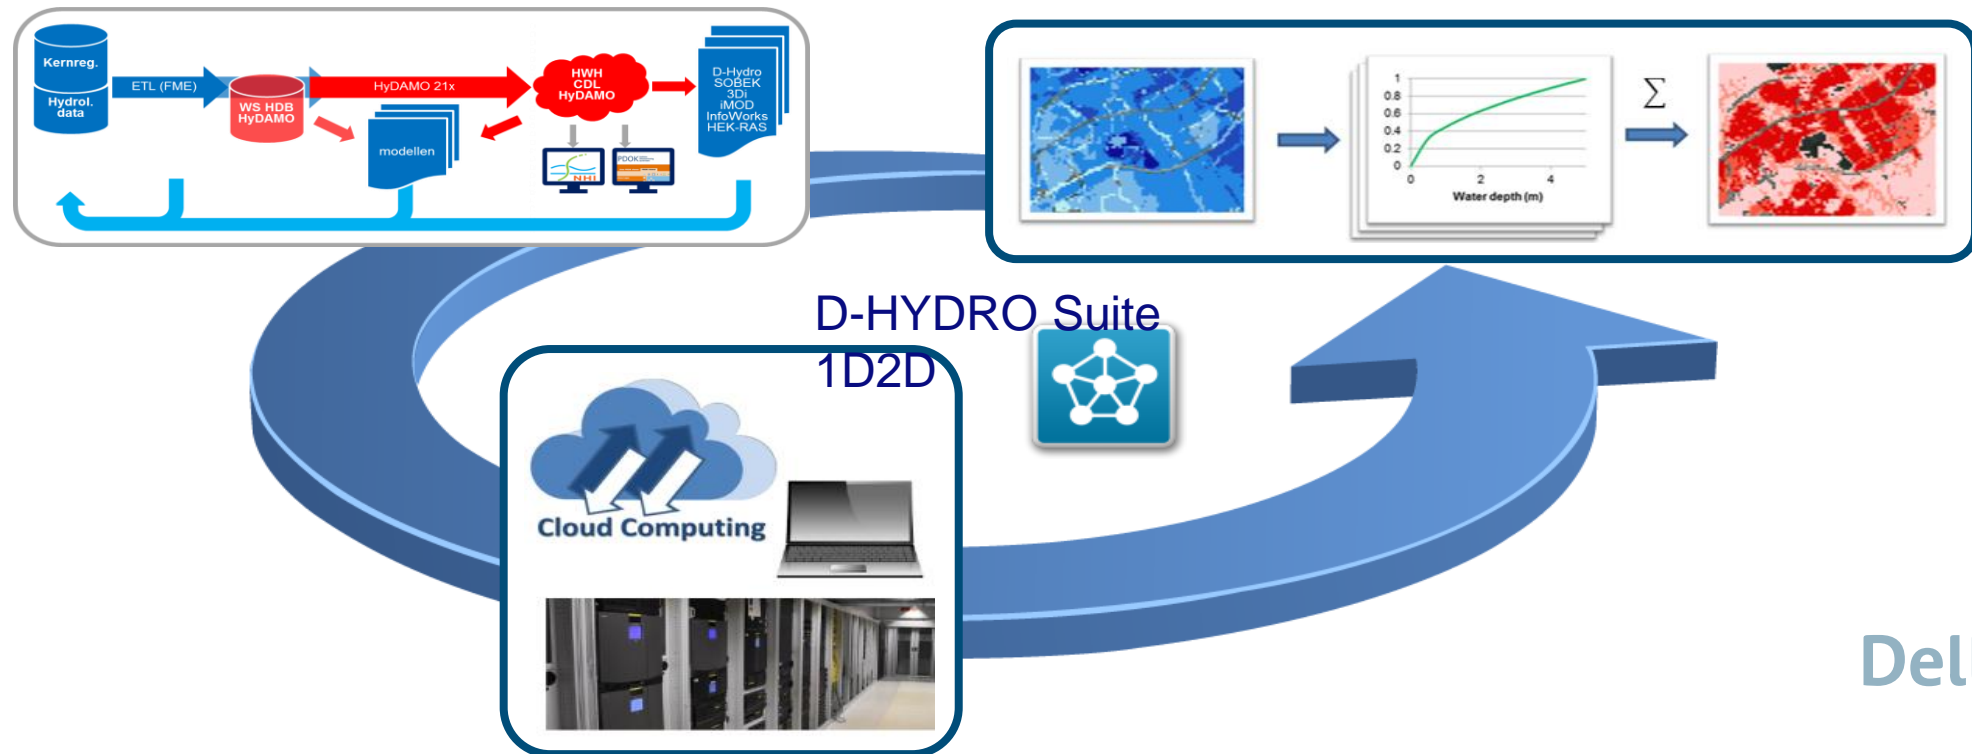 Kernreg.
Hydrol.
data
ETL (FME)
WS HDB
HyDAMO
HyDAMO 21x
modellen
HWH
CDL
HyDAMO
NHI
PDOK
D-Hydro
SOBEK
3Di
iMOD
InfoWorks
HEK-RAS
1
0.8
0.6
0.4
0.2
0
0
2
4
Water depth (m)
∑
D-HYDRO Suite
1D2D
Cloud Computing
Del